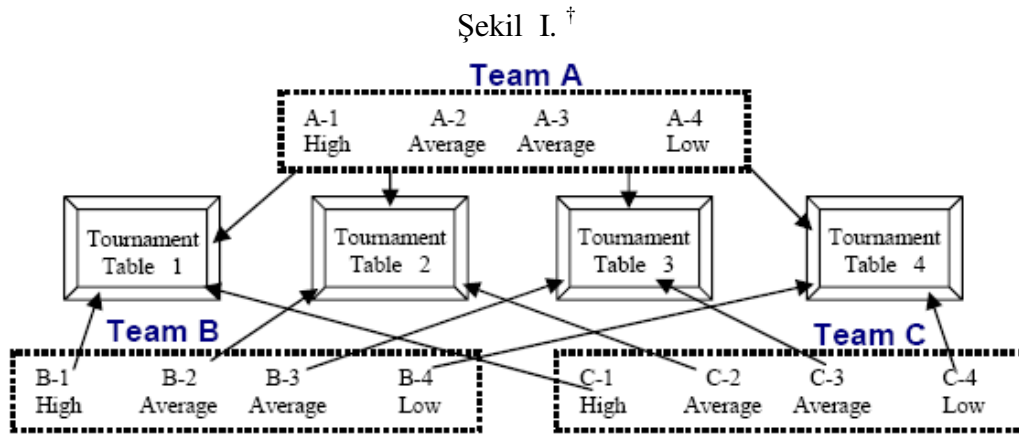 Şekil I. †
Team A
A-1 A-2 A-3 A-4
High Average Average Low
Tournament Table 1
Tournament Table 2
Tournament Table 3
Tournament Table 4
Team B
B-1 B-2 B-3 B-4
High Average Average Low
Team C
C-1 C-2 C-3 C-4
High Average Average Low